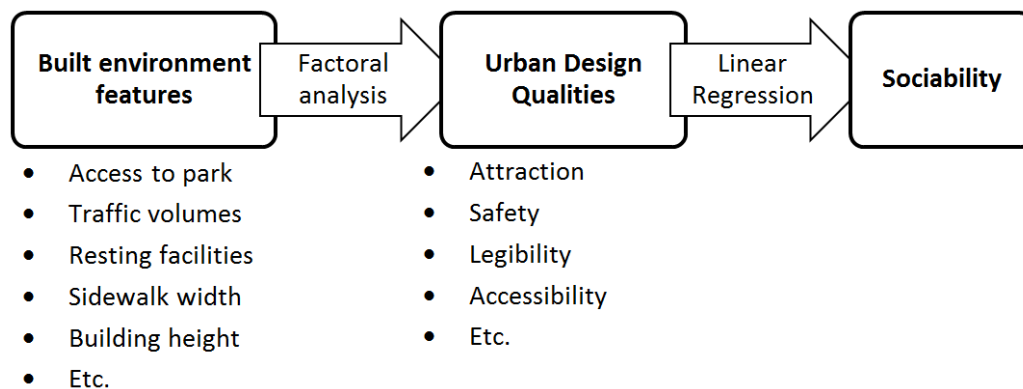 Built environment
features
Factoral
analysis
Urban Design
Qualities
Linear
Regression
Sociability
• Access to park
• Traffic volumes
• Resting facilities
• Sidewalk width
• Building height
• Etc.
• Attraction
• Safety
• Legibility
• Accessibility
• Etc.